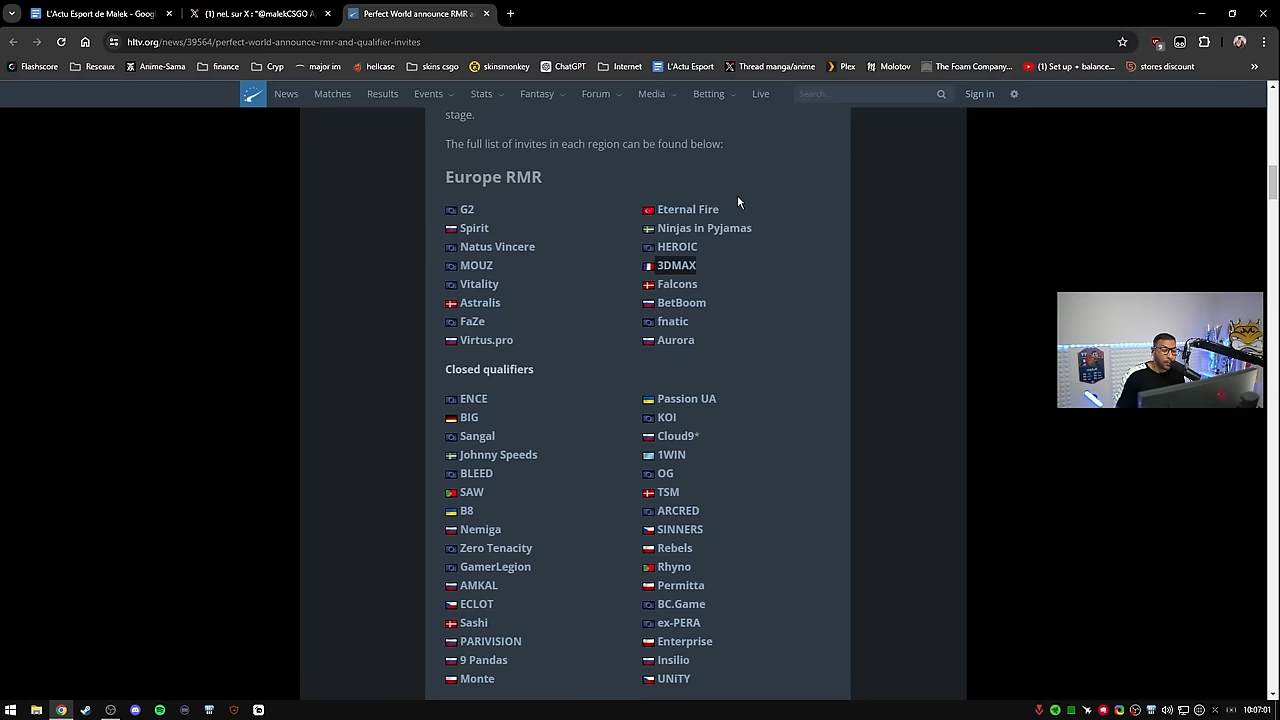 L'Actu Esport de Malek - Googl
(1) neL sur X : "@malekCSGO A
Perfect World announce RMR a
hltv.org/news/39564/perfect-world-announce-rmr-and-qualifier-invites
Flashscore
Reseaux
Anime-Sama
finance
Cryp
major im
hellcase
skins csgo
skinsmonkey
ChatGPT
Internet
L'Actu Esport
Thread manga/anime
Plex
Molotov
The Foam Company...
(1) Set up + balance...
stores discount
News
Matches
Results
Events
Stats
Fantasy
Forum
Media
Betting
Live
Search...
Sign in
stage.
The full list of invites in each region can be found below:
Europe RMR
G2
Eternal Fire
Spirit
Ninjas in Pyjamas
Natus Vincere
HEROIC
MOUZ
3DMAX
Vitality
Falcons
Astralis
BetBoom
FaZe
fnatic
Virtus.pro
Aurora
Closed qualifiers
ENCE
Passion UA
BIG
KOI
Sangal
Cloud9*
Johnny Speeds
1WIN
BLEED
OG
SAW
TSM
B8
ARCRED
Nemiga
SINNERS
Zero Tenacity
Rebels
GamerLegion
Rhyno
AMKAL
Permitta
ECLOT
BC.Game
Sashi
ex-PERA
PARIVISION
Enterprise
9 Pandas
Insilio
Monte
UNiTY
10:07:01